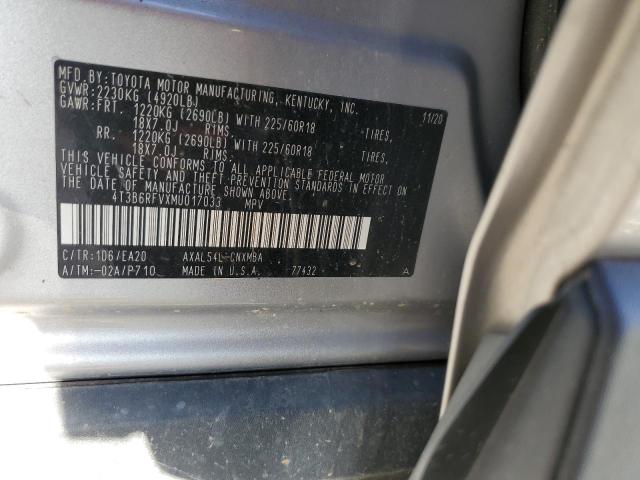 MFD.BY:TOYOTA MOTOR MANUFACTURING, KENTUCKY, INC.
GVWR:2230KG (4920LB) 11/20
GAWR:FRT. 1220KG (2690LB) WITH 225/60R18 TIRES,
18X7.0J RIMS.
RR. 1220KG (2690LB) WITH 225/60R18 TIRES,
18X7.0J RIMS.
THIS VEHICLE CONFORMS TO ALL APPLICABLE FEDERAL MOTOR
VEHICLE SAFETY AND THEFT-PREVENTION STANDARDS IN EFFECT
ON THE DATE OF MANUFACTURE SHOWN ABOVE.
4T3B6RFVXMU017033 MPV
C/TR:1D6/EA20 AXAL54L-CNXMBA
A/TM:-02A/P710 MADE IN U.S.A. 77432 A